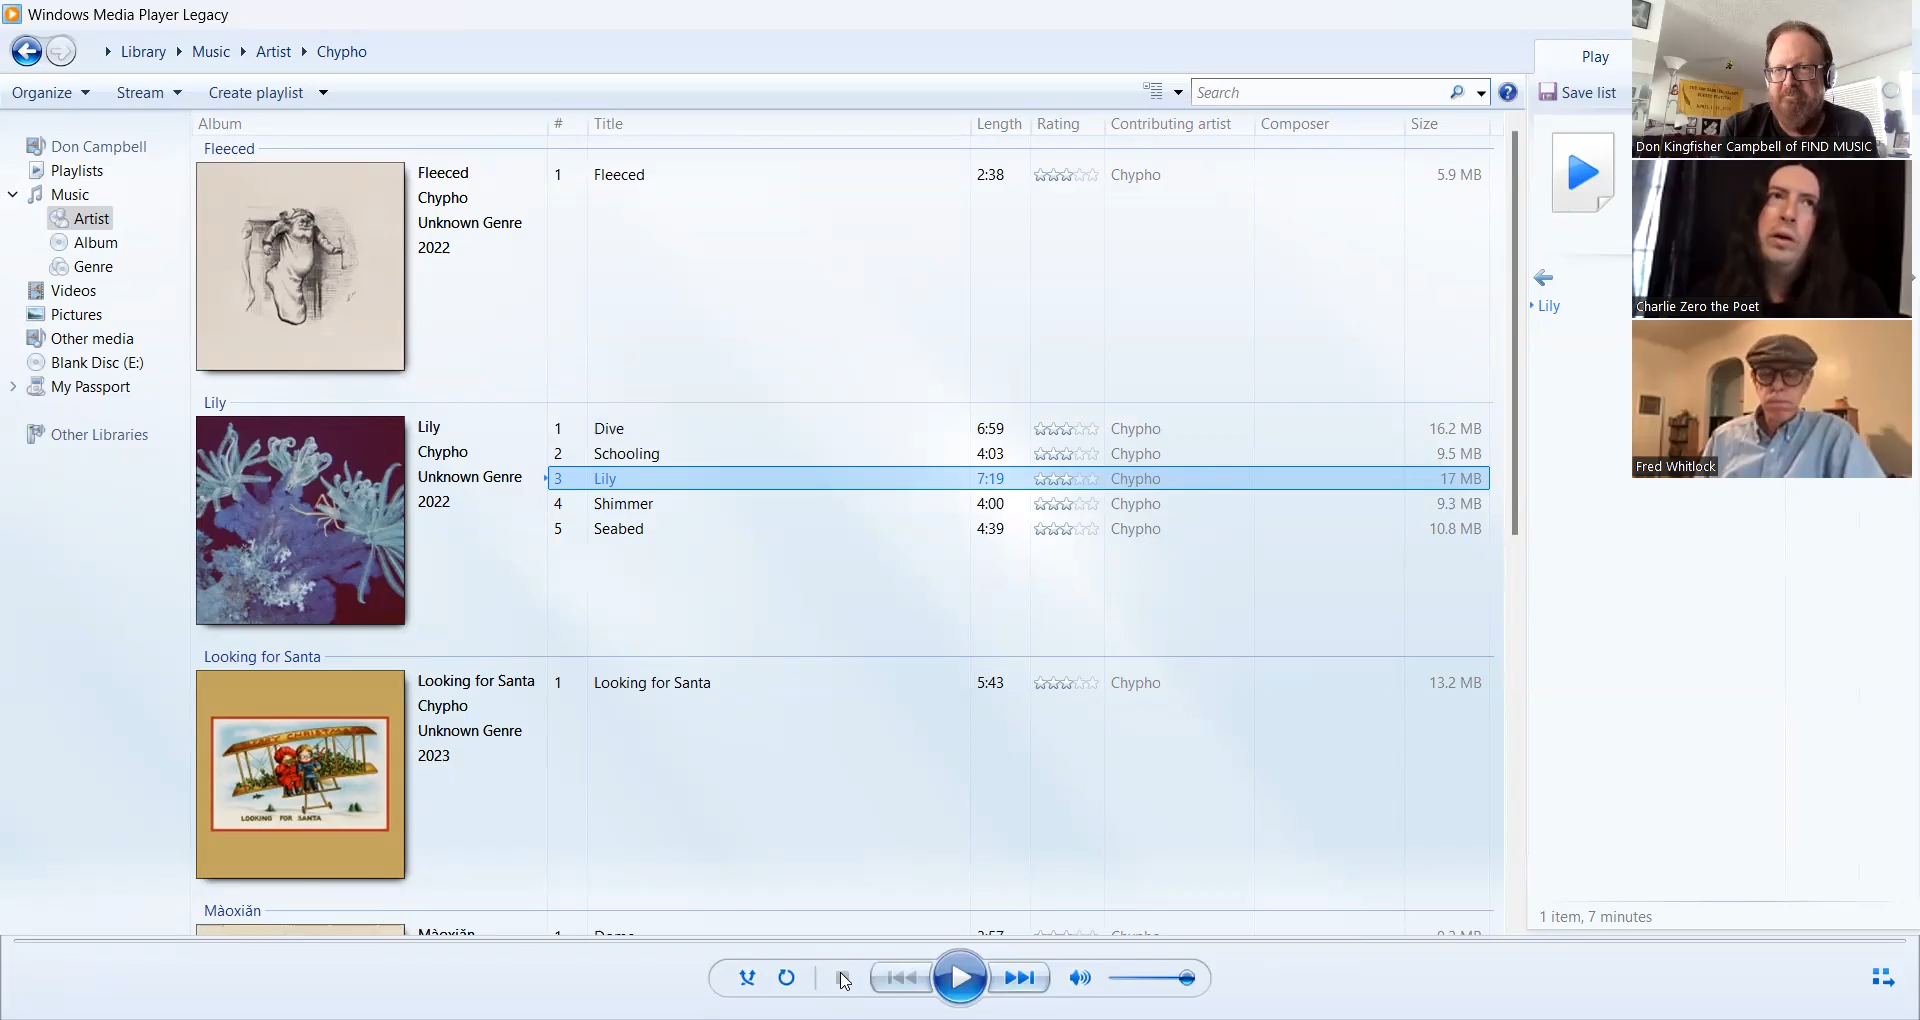 Windows Media Player Legacy
Library Music Artist Chypho
Play
Organize Stream Create playlist
Search
Save list
Album # Title Length Rating Contributing artist Composer Size
Don Campbell
Playlists
Music
Artist
Album
Genre
Videos
Pictures
Other media
Blank Disc (E:)
My Passport
Other Libraries
Fleeced
Fleeced
Chypho
Unknown Genre
2022
1 Fleeced 2:38 Chypho 5.9 MB
Lily
Lily
Chypho
Unknown Genre
2022
1 Dive 6:59 Chypho 16.2 MB
2 Schooling 4:03 Chypho 9.5 MB
3 Lily 7:19 Chypho 17 MB
4 Shimmer 4:00 Chypho 9.3 MB
5 Seabed 4:39 Chypho 10.8 MB
Looking for Santa
LOOKING FOR SANTA
Looking for Santa
Chypho
Unknown Genre
2023
1 Looking for Santa 5:43 Chypho 13.2 MB
Màoxiǎn
Màoxiǎn
Lily
1 item, 7 minutes
Don Kingfisher Campbell of FIND MUSIC
Charlie Zero the Poet
Fred Whitlock